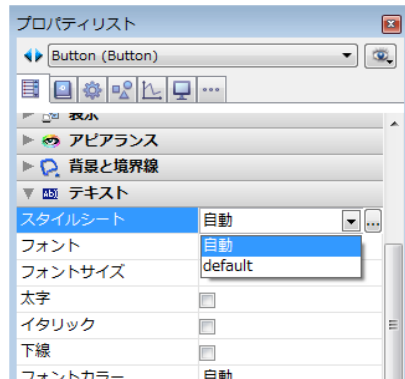 プロパティリスト
Button (Button)
表示
アピアランス
背景と境界線
テキスト
スタイルシート 自動
フォント 自動
フォントサイズ default
太字
イタリック
下線
フォントカラー 自動